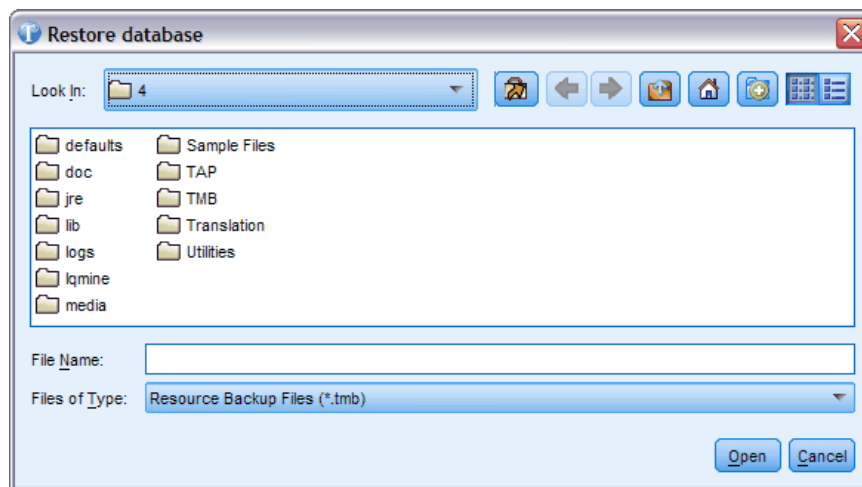 Restore database
Look In: 4
defaults Sample Files
doc TAP
jre TMB
lib Translation
logs Utilities
lqmine
media
File Name:
Files of Type: Resource Backup Files (*.tmb)
Open Cancel